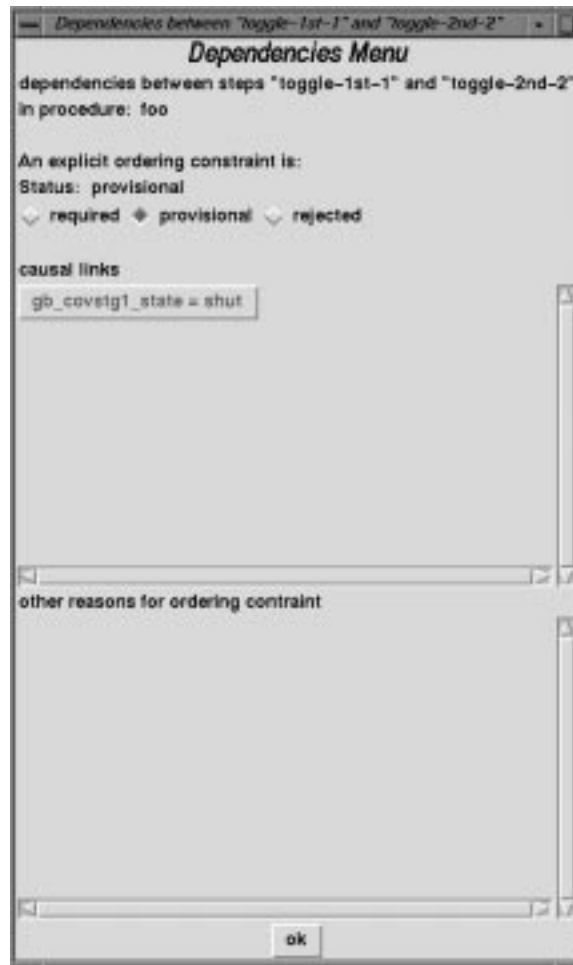 Dependencies between "toggle-1st-1" and "toggle-2nd-2"
Dependencies Menu
dependencies between steps "toggle-1st-1" and "toggle-2nd-2"
in procedure: foo
An explicit ordering constraint is:
Status: provisional
required provisional rejected
causal links
gb_covstg1_state = shut
other reasons for ordering contraint
ok